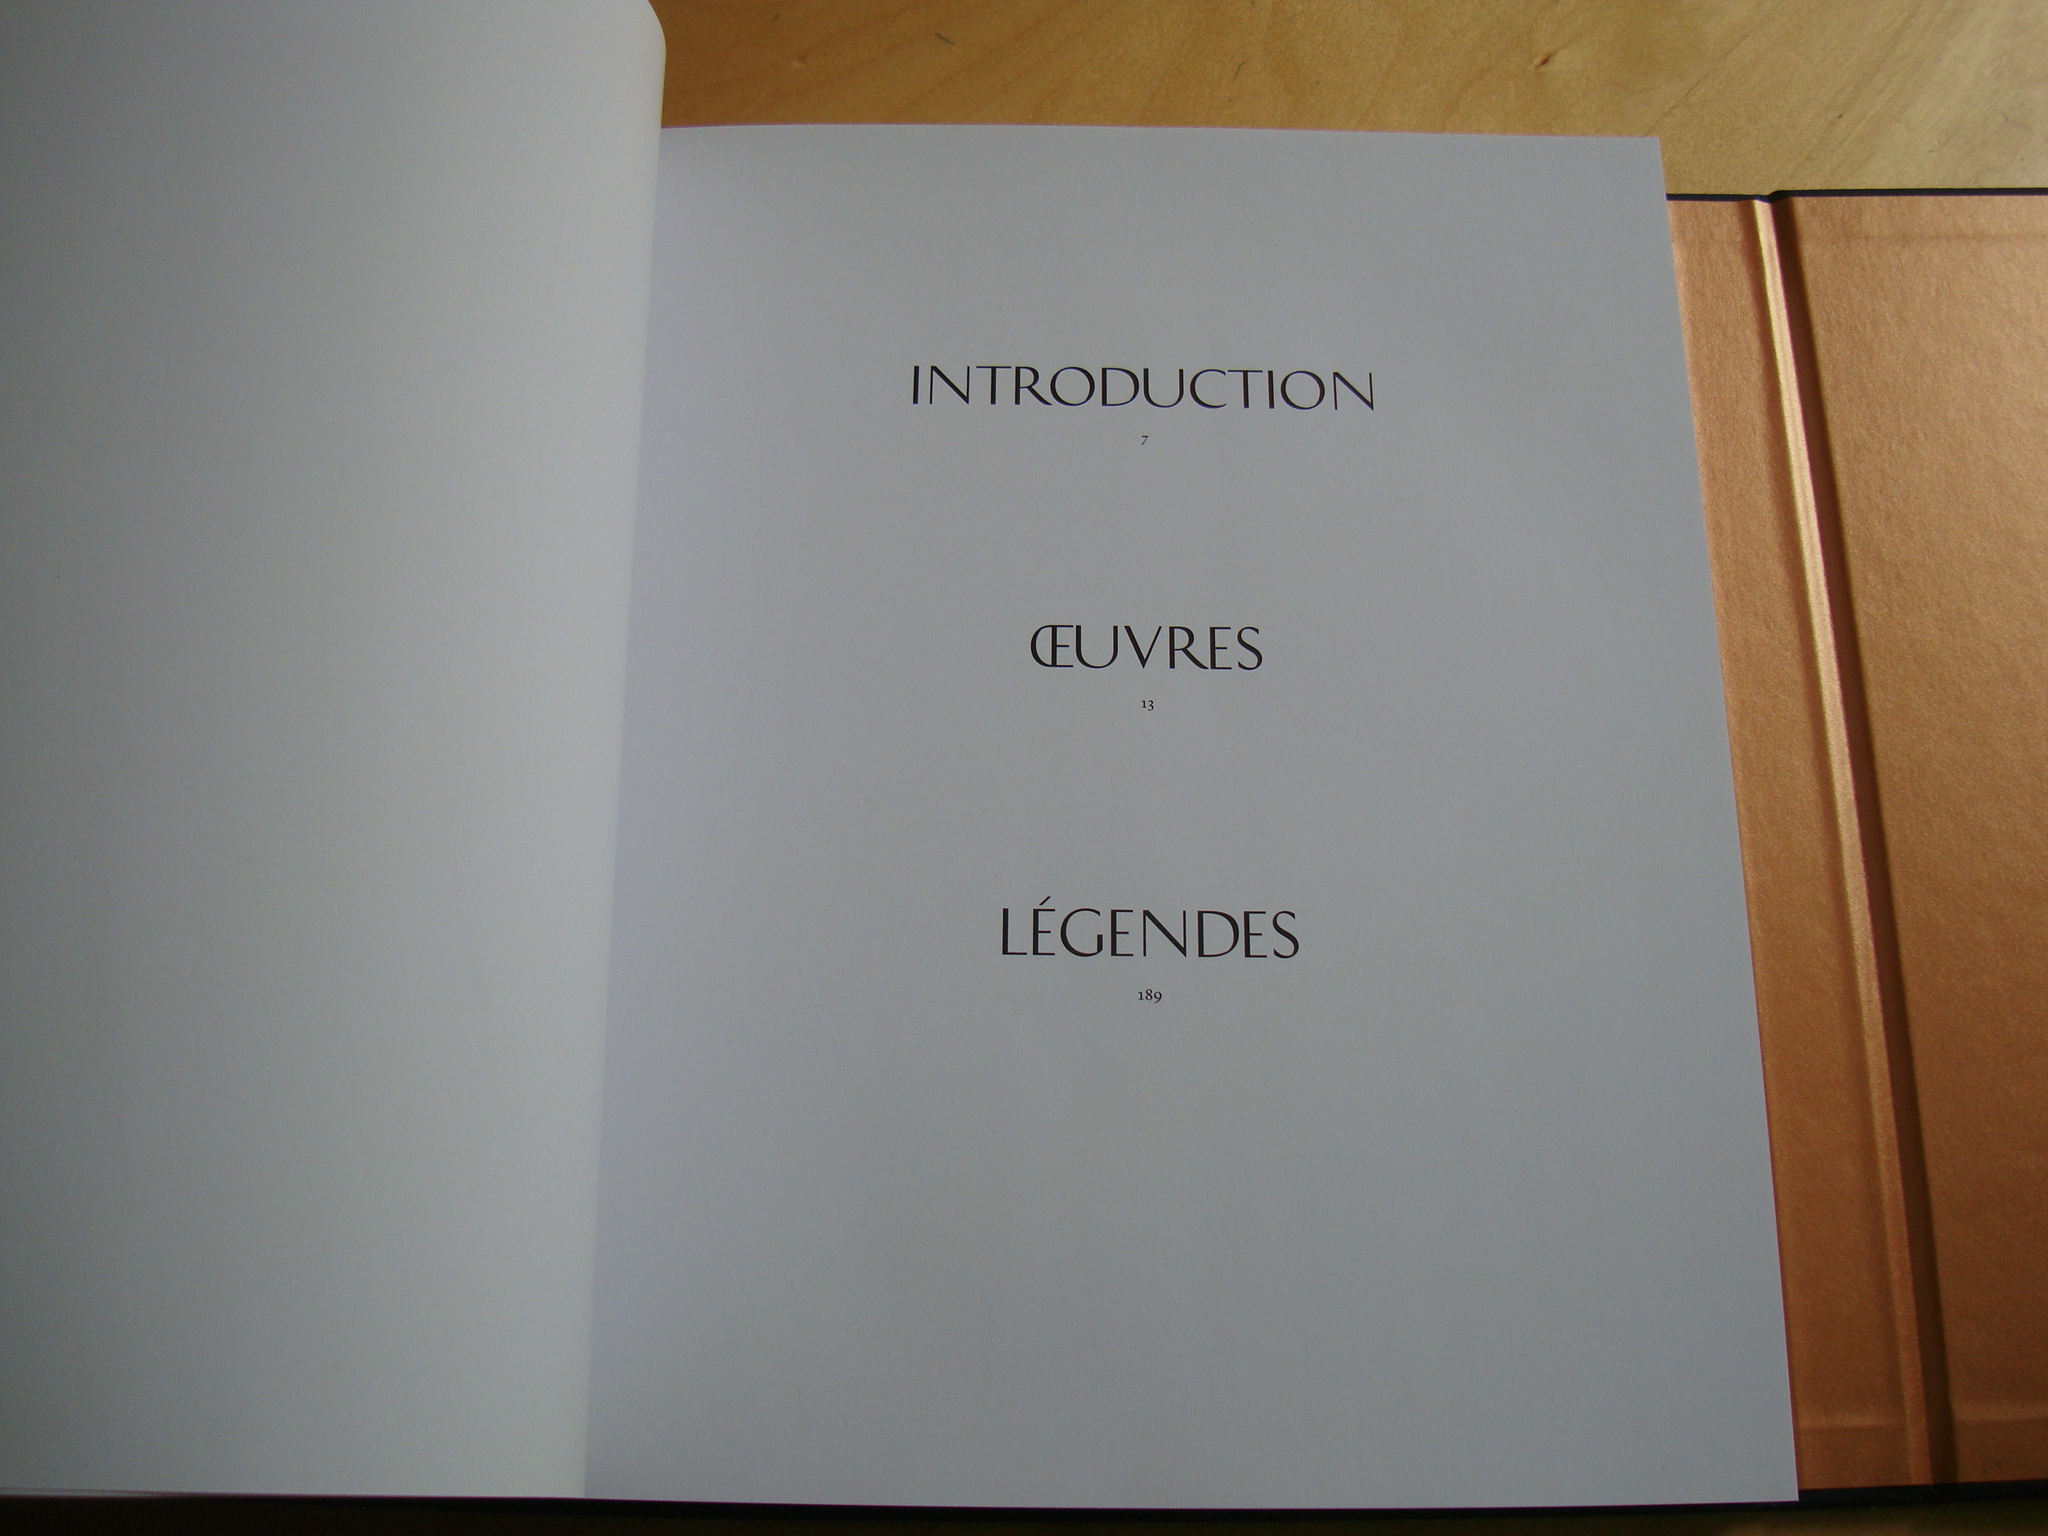 INTRODUCTION
7
ŒUVRES
13
LÉGENDES
189